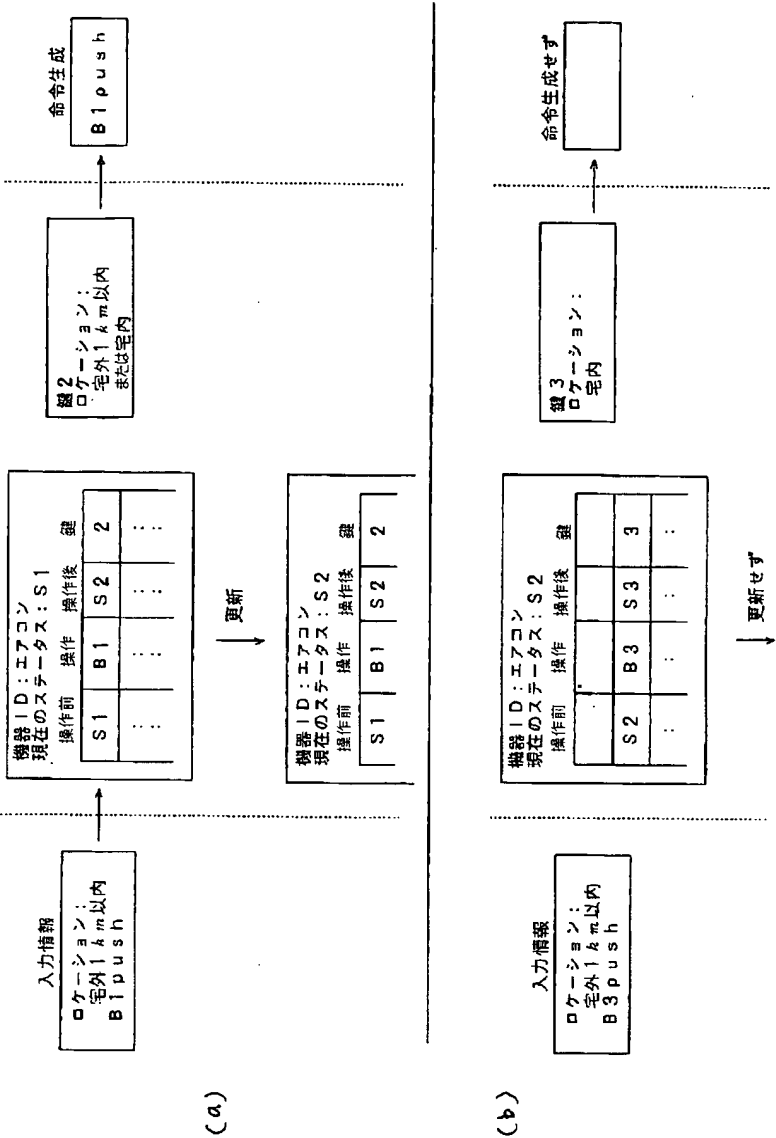 (a)
入力情報
ロケーション:
宅外1km以内
B1push
機器ID:エアコン
現在のステータス:S1
操作前 操作 操作後 鍵
S1 B1 S2 2
: : : :
更新
機器ID:エアコン
現在のステータス:S2
操作前 操作 操作後 鍵
S1 B1 S2 2
鍵2
ロケーション:
宅外1km以内
または宅内
命令生成
B1push
(b)
入力情報
ロケーション:
宅外1km以内
B3push
機器ID:エアコン
現在のステータス:S2
操作前 操作 操作後 鍵
S2 B3 S3 3
: : : :
更新せず
鍵3
ロケーション:
宅内
命令生成せず